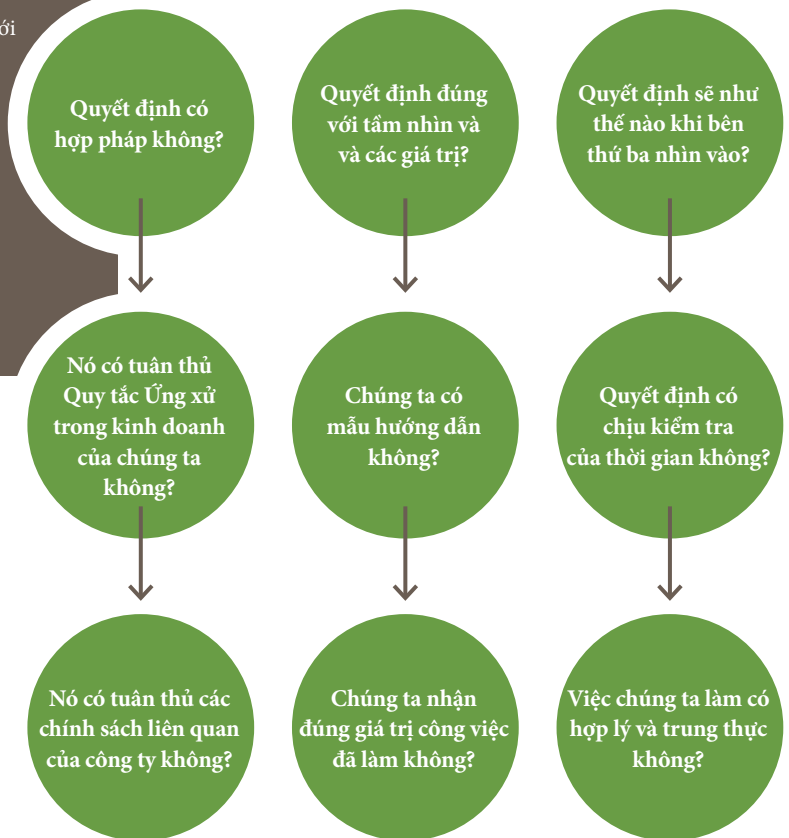 ới
Quyết định có
hợp pháp không?
Quyết định đúng
với tầm nhìn và
và các giá trị?
Quyết định sẽ như
thế nào khi bên
thứ ba nhìn vào?
Nó có tuân thủ
Quy tắc Ứng xử
trong kinh doanh
của chúng ta
không?
Chúng ta có
mẫu hướng dẫn
không?
Quyết định có
chịu kiểm tra
của thời gian không?
Nó có tuân thủ các
chính sách liên quan
của công ty không?
Chúng ta nhận
đúng giá trị công việc
đã làm không?
Việc chúng ta làm có
hợp lý và trung thực
không?